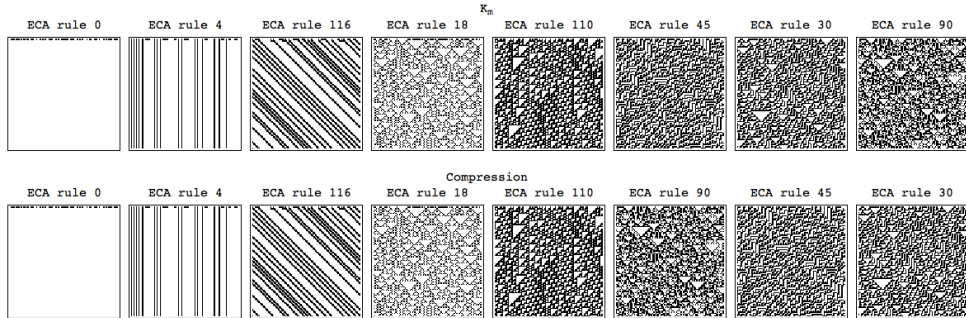 K_m
ECA rule 0 ECA rule 4 ECA rule 116 ECA rule 18 ECA rule 110 ECA rule 45 ECA rule 30 ECA rule 90
Compression
ECA rule 0 ECA rule 4 ECA rule 116 ECA rule 18 ECA rule 110 ECA rule 90 ECA rule 45 ECA rule 30